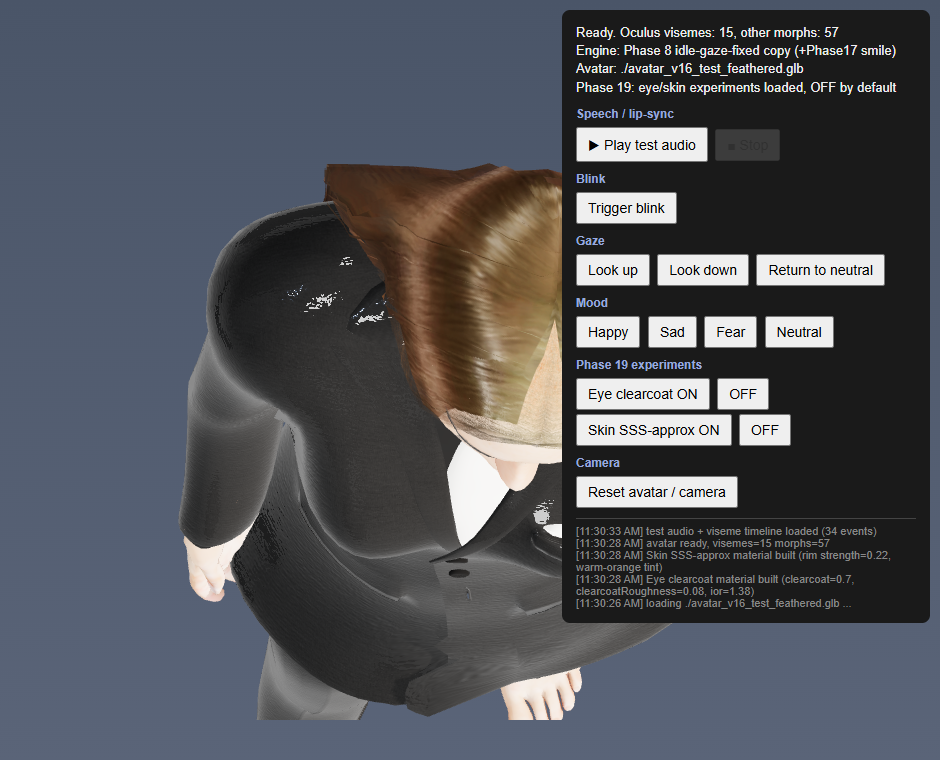 Ready. Oculus visemes: 15, other morphs: 57
Engine: Phase 8 idle-gaze-fixed copy (+Phase17 smile)
Avatar: ./avatar_v16_test_feathered.glb
Phase 19: eye/skin experiments loaded, OFF by default
Speech / lip-sync
▶ Play test audio
■ Stop
Blink
Trigger blink
Gaze
Look up
Look down
Return to neutral
Mood
Happy
Sad
Fear
Neutral
Phase 19 experiments
Eye clearcoat ON
OFF
Skin SSS-approx ON
OFF
Camera
Reset avatar / camera
[11:30:33 AM] test audio + viseme timeline loaded (34 events)
[11:30:28 AM] avatar ready, visemes=15 morphs=57
[11:30:28 AM] Skin SSS-approx material built (rim strength=0.22,
warm-orange tint)
[11:30:28 AM] Eye clearcoat material built (clearcoat=0.7,
clearcoatRoughness=0.08, ior=1.38)
[11:30:26 AM] loading ./avatar_v16_test_feathered.glb ...